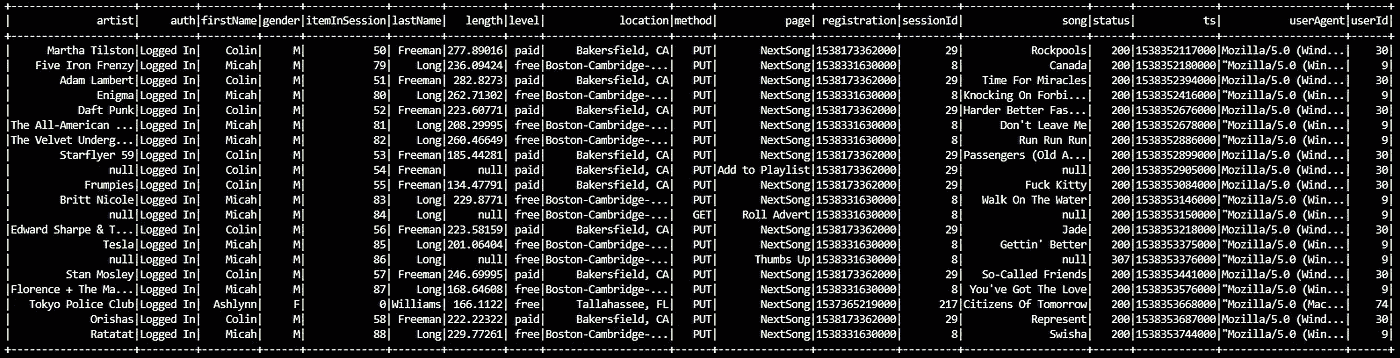 | artist| auth|firstName|gender|itemInSession|lastName| length|level| location|method| page| registration|sessionId| song|status| ts| userAgent|userId|
| Martha Tilston|Logged In| Colin| M| 50| Freeman|277.89016| paid| Bakersfield, CA| PUT| NextSong|1538173362000| 29| Rockpools| 200|1538352117000|Mozilla/5.0 (Wind...| 30|
| Five Iron Frenzy|Logged In| Micah| M| 79| Long|236.09424| free|Boston-Cambridge-...| PUT| NextSong|1538331630000| 8| Canada| 200|1538352180000|"Mozilla/5.0 (Win...| 9|
| Adam Lambert|Logged In| Colin| M| 51| Freeman| 282.8273| paid| Bakersfield, CA| PUT| NextSong|1538173362000| 29| Time For Miracles| 200|1538352394000|Mozilla/5.0 (Wind...| 30|
| Enigma|Logged In| Micah| M| 80| Long|262.71302| free|Boston-Cambridge-...| PUT| NextSong|1538331630000| 8|Knocking On Forbi...| 200|1538352416000|"Mozilla/5.0 (Win...| 9|
| Daft Punk|Logged In| Colin| M| 52| Freeman|223.60771| paid| Bakersfield, CA| PUT| NextSong|1538173362000| 29|Harder Better Fas...| 200|1538352676000|Mozilla/5.0 (Wind...| 30|
|The All-American ...|Logged In| Micah| M| 81| Long|208.29995| free|Boston-Cambridge-...| PUT| NextSong|1538331630000| 8| Don't Leave Me| 200|1538352678000|"Mozilla/5.0 (Win...| 9|
|The Velvet Underg...|Logged In| Micah| M| 82| Long|260.46649| free|Boston-Cambridge-...| PUT| NextSong|1538331630000| 8| Run Run Run| 200|1538352886000|"Mozilla/5.0 (Win...| 9|
| Starflyer 59|Logged In| Colin| M| 53| Freeman|185.44281| paid| Bakersfield, CA| PUT| NextSong|1538173362000| 29|Passengers (Old A...| 200|1538352899000|Mozilla/5.0 (Wind...| 30|
| null|Logged In| Colin| M| 54| Freeman| null| paid| Bakersfield, CA| PUT|Add to Playlist|1538173362000| 29| null| 200|1538352905000|Mozilla/5.0 (Wind...| 30|
| Frumpies|Logged In| Colin| M| 55| Freeman|134.47791| paid| Bakersfield, CA| PUT| NextSong|1538173362000| 29| Fuck Kitty| 200|1538353084000|Mozilla/5.0 (Wind...| 30|
| Britt Nicole|Logged In| Micah| M| 83| Long| 229.8771| free|Boston-Cambridge-...| PUT| NextSong|1538331630000| 8| Walk On The Water| 200|1538353146000|"Mozilla/5.0 (Win...| 9|
| null|Logged In| Micah| M| 84| Long| null| free|Boston-Cambridge-...| GET| Roll Advert|1538331630000| 8| null| 200|1538353150000|"Mozilla/5.0 (Win...| 9|
|Edward Sharpe & T...|Logged In| Colin| M| 56| Freeman|223.58159| paid| Bakersfield, CA| PUT| NextSong|1538173362000| 29| Jade| 200|1538353218000|Mozilla/5.0 (Wind...| 30|
| Tesla|Logged In| Micah| M| 85| Long|201.06404| free|Boston-Cambridge-...| PUT| NextSong|1538331630000| 8| Gettin' Better| 200|1538353375000|"Mozilla/5.0 (Win...| 9|
| null|Logged In| Micah| M| 86| Long| null| free|Boston-Cambridge-...| PUT| Thumbs Up|1538331630000| 8| null| 307|1538353376000|"Mozilla/5.0 (Win...| 9|
| Stan Mosley|Logged In| Colin| M| 57| Freeman|246.69995| paid| Bakersfield, CA| PUT| NextSong|1538173362000| 29| So-Called Friends| 200|1538353441000|Mozilla/5.0 (Wind...| 30|
|Florence + The Ma...|Logged In| Micah| M| 87| Long|168.64608| free|Boston-Cambridge-...| PUT| NextSong|1538331630000| 8| You've Got The Love| 200|1538353576000|"Mozilla/5.0 (Win...| 9|
| Tokyo Police Club|Logged In| Ashlynn| F| 0|Williams| 166.1122| free| Tallahassee, FL| PUT| NextSong|1537365219000| 217|Citizens Of Tomorrow| 200|1538353668000|"Mozilla/5.0 (Mac...| 74|
| Orishas|Logged In| Colin| M| 58| Freeman|222.22322| paid| Bakersfield, CA| PUT| NextSong|1538173362000| 29| Represent| 200|1538353687000|Mozilla/5.0 (Wind...| 30|
| Ratatat|Logged In| Micah| M| 88| Long|229.77261| free|Boston-Cambridge-...| PUT| NextSong|1538331630000| 8| Swisha| 200|1538353744000|"Mozilla/5.0 (Win...| 9|